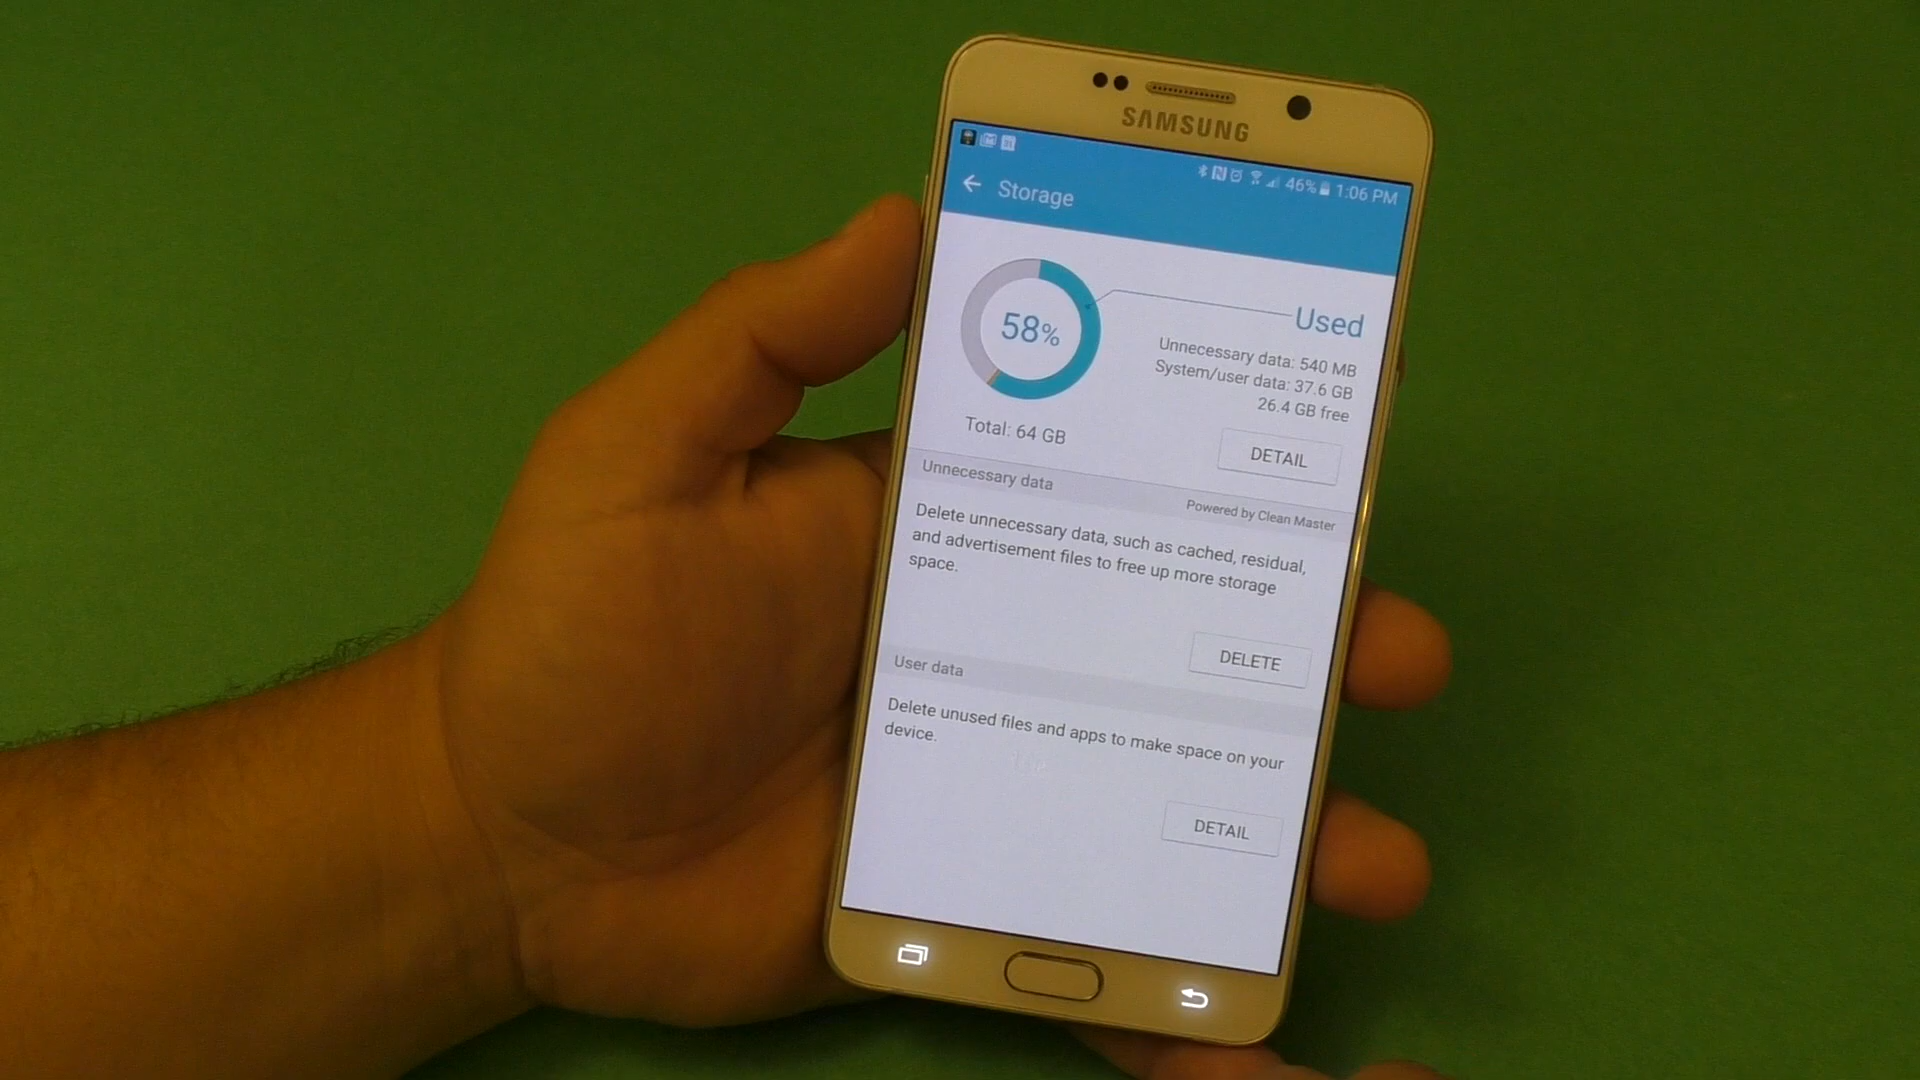 SAMSUNG
46% 1:06 PM
Storage
58%
Used
Unnecessary data: 540 MB
System/user data: 37.6 GB
26.4 GB free
Total: 64 GB
DETAIL
Unnecessary data
Powered by Clean Master
Delete unnecessary data, such as cached, residual,
and advertisement files to free up more storage
space.
DELETE
User data
Delete unused files and apps to make space on your
device.
DETAIL